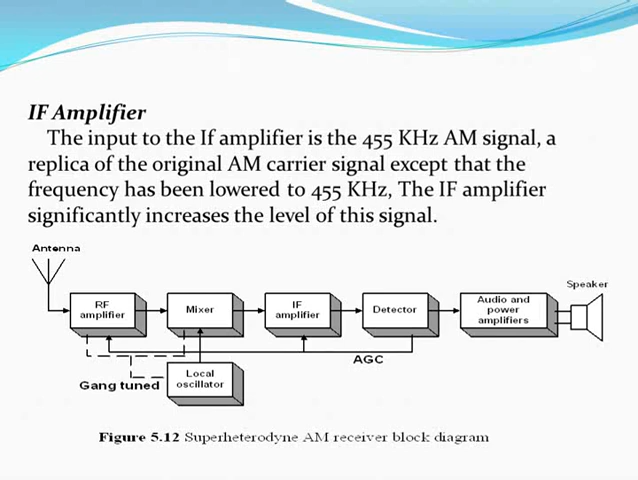 IF Amplifier
The input to the If amplifier is the 455 KHz AM signal, a
replica of the original AM carrier signal except that the
frequency has been lowered to 455 KHz, The IF amplifier
significantly increases the level of this signal.
Antenna
Speaker
RF
amplifier
Mixer
IF
amplifier
Detector
Audio and
power
amplifiers
AGC
Gang tuned
Local
oscillator
Figure 5.12 Superheterodyne AM receiver block diagram